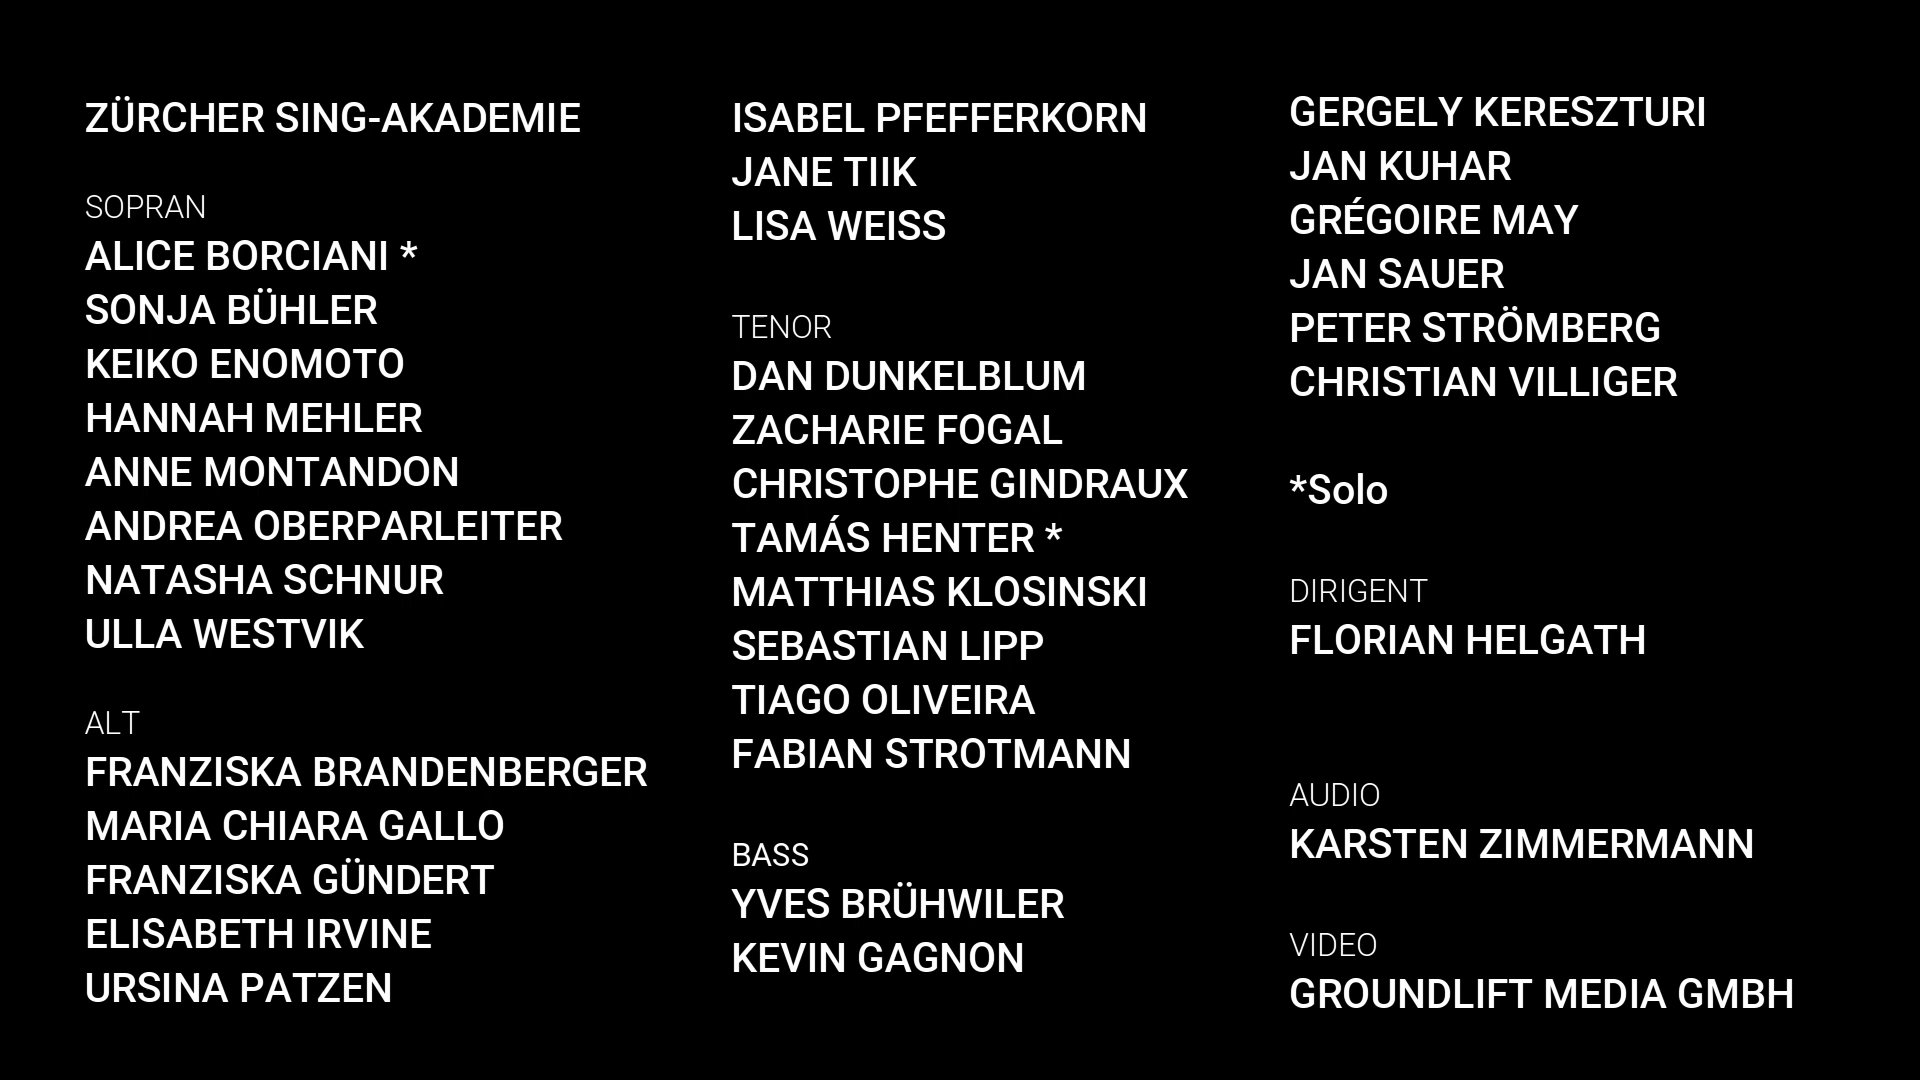 ZÜRCHER SING-AKADEMIE
SOPRAN
ALICE BORCIANI *
SONJA BÜHLER
KEIKO ENOMOTO
HANNAH MEHLER
ANNE MONTANDON
ANDREA OBERPARLEITER
NATASHA SCHNUR
ULLA WESTVIK
ALT
FRANZISKA BRANDENBERGER
MARIA CHIARA GALLO
FRANZISKA GÜNDERT
ELISABETH IRVINE
URSINA PATZEN
ISABEL PFEFFERKORN
JANE TIIK
LISA WEISS
TENOR
DAN DUNKELBLUM
ZACHARIE FOGAL
CHRISTOPHE GINDRAUX
TAMÁS HENTER *
MATTHIAS KLOSINSKI
SEBASTIAN LIPP
TIAGO OLIVEIRA
FABIAN STROTMANN
BASS
YVES BRÜHWILER
KEVIN GAGNON
GERGELY KERESZTURI
JAN KUHAR
GRÉGOIRE MAY
JAN SAUER
PETER STRÖMBERG
CHRISTIAN VILLIGER
*Solo
DIRIGENT
FLORIAN HELGATH
AUDIO
KARSTEN ZIMMERMANN
VIDEO
GROUNDLIFT MEDIA GMBH